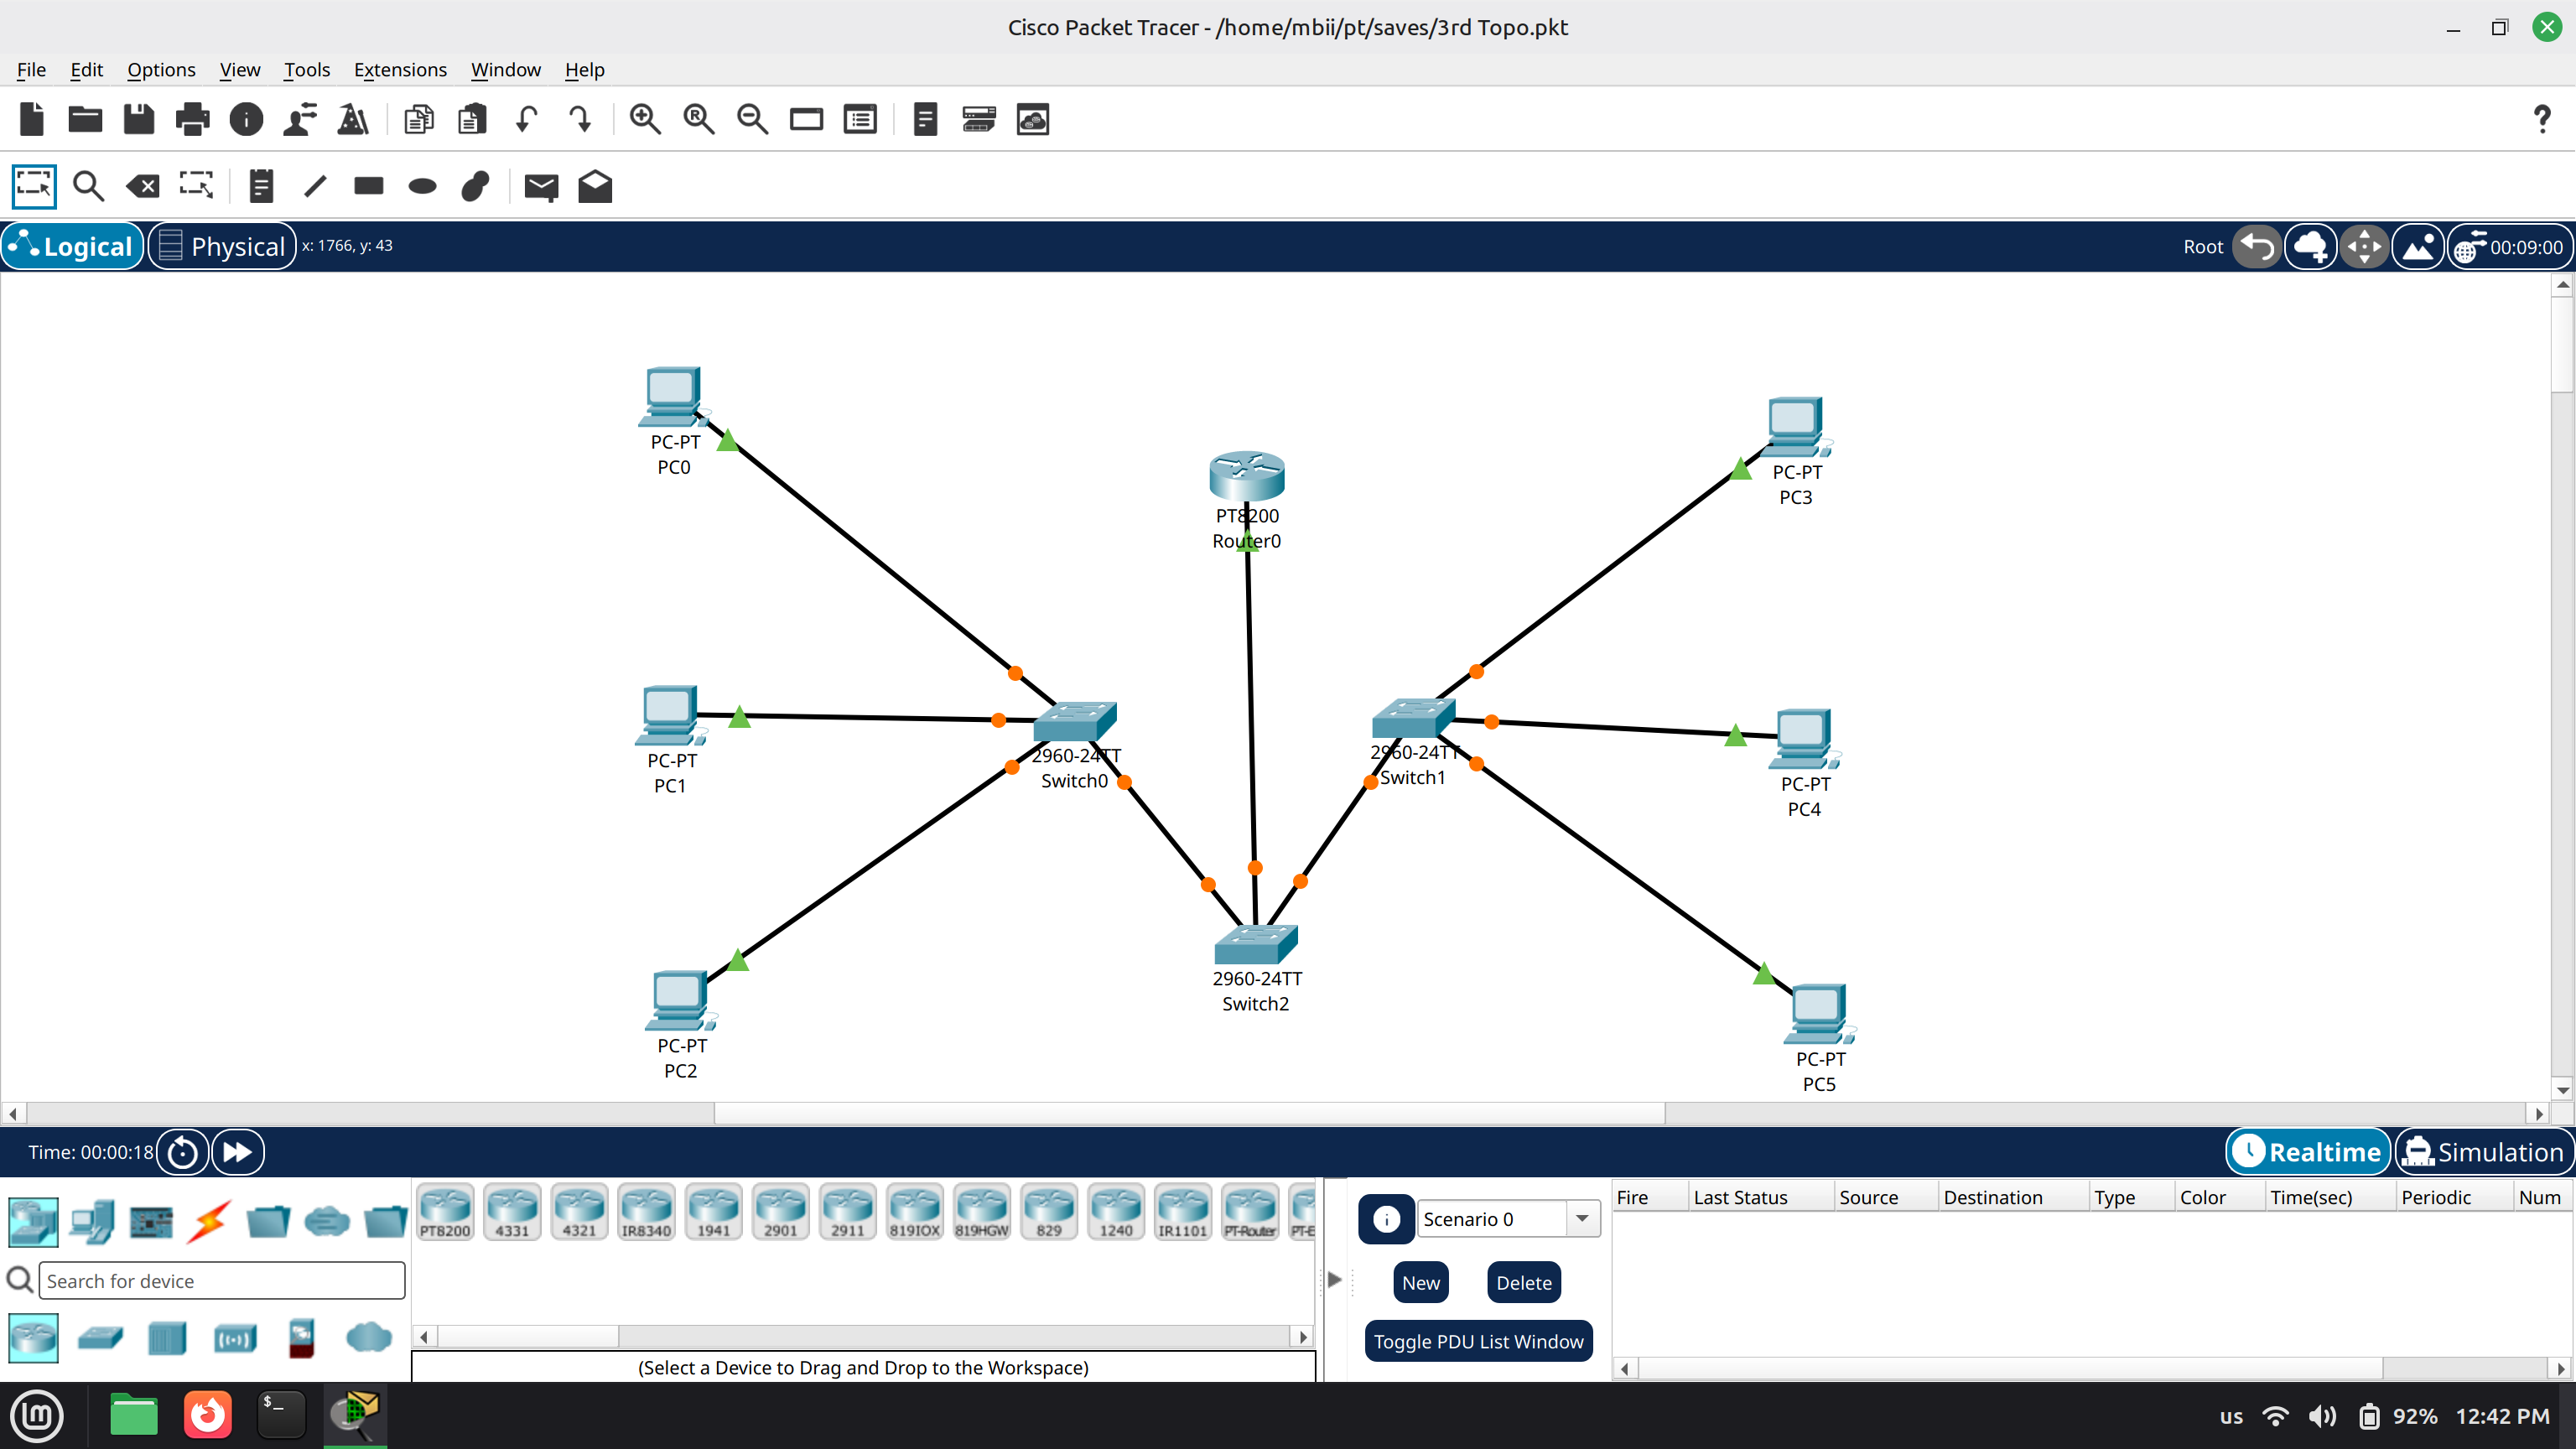 Cisco Packet Tracer - /home/mbii/pt/saves/3rd Topo.pkt
File Edit Options View Tools Extensions Window Help
Logical Physical x: 1766, y: 43 Root 00:09:00
PC-PT
PC0
PC-PT
PC3
PT8200
Router0
PC-PT
PC1
2960-24TT
Switch0
2960-24TT
Switch1
PC-PT
PC4
2960-24TT
Switch2
PC-PT
PC2
PC-PT
PC5
Time: 00:00:18 Realtime Simulation
PT8200 4331 4321 IR8340 1941 2901 2911 819IOX 819HGW 829 1240 IR1101 PT-Router PT-E
Scenario 0
Fire Last Status Source Destination Type Color Time(sec) Periodic Num
Search for device
New Delete
Toggle PDU List Window
(Select a Device to Drag and Drop to the Workspace)
us 92% 12:42 PM